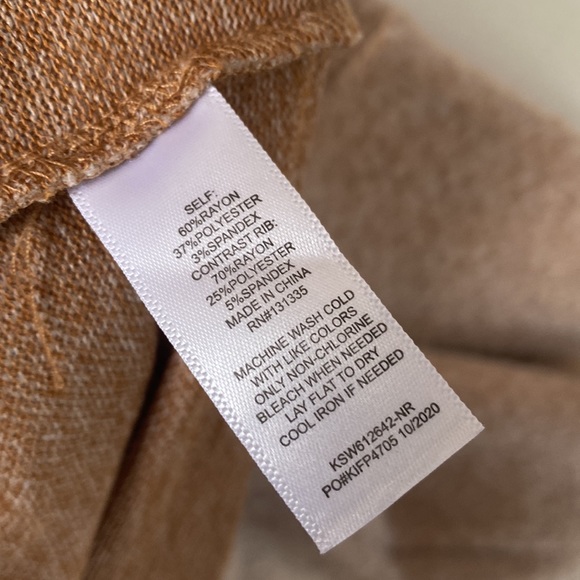 SELF:
60%RAYON
37%POLYESTER
3%SPANDEX
CONTRAST RIB:
70%RAYON
25%POLYESTER
5%SPANDEX
MADE IN CHINA
RN#131335
MACHINE WASH COLD
WITH LIKE COLORS
ONLY NON-CHLORINE
BLEACH WHEN NEEDED
LAY FLAT TO DRY
COOL IRON IF NEEDED
KSW612642-NR
PO#KIFP4705 10/2020